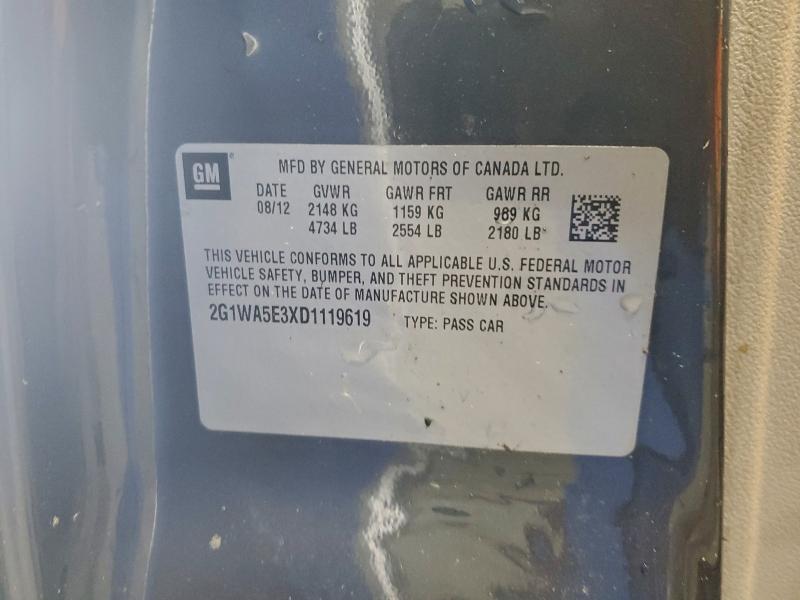 GM
MFD BY GENERAL MOTORS OF CANADA LTD.
DATE GVWR GAWR FRT GAWR RR
08/12 2148 KG 1159 KG 989 KG
4734 LB 2554 LB 2180 LB
THIS VEHICLE CONFORMS TO ALL APPLICABLE U.S. FEDERAL MOTOR
VEHICLE SAFETY, BUMPER, AND THEFT PREVENTION STANDARDS IN
EFFECT ON THE DATE OF MANUFACTURE SHOWN ABOVE.
2G1WA5E3XD1119619 TYPE: PASS CAR